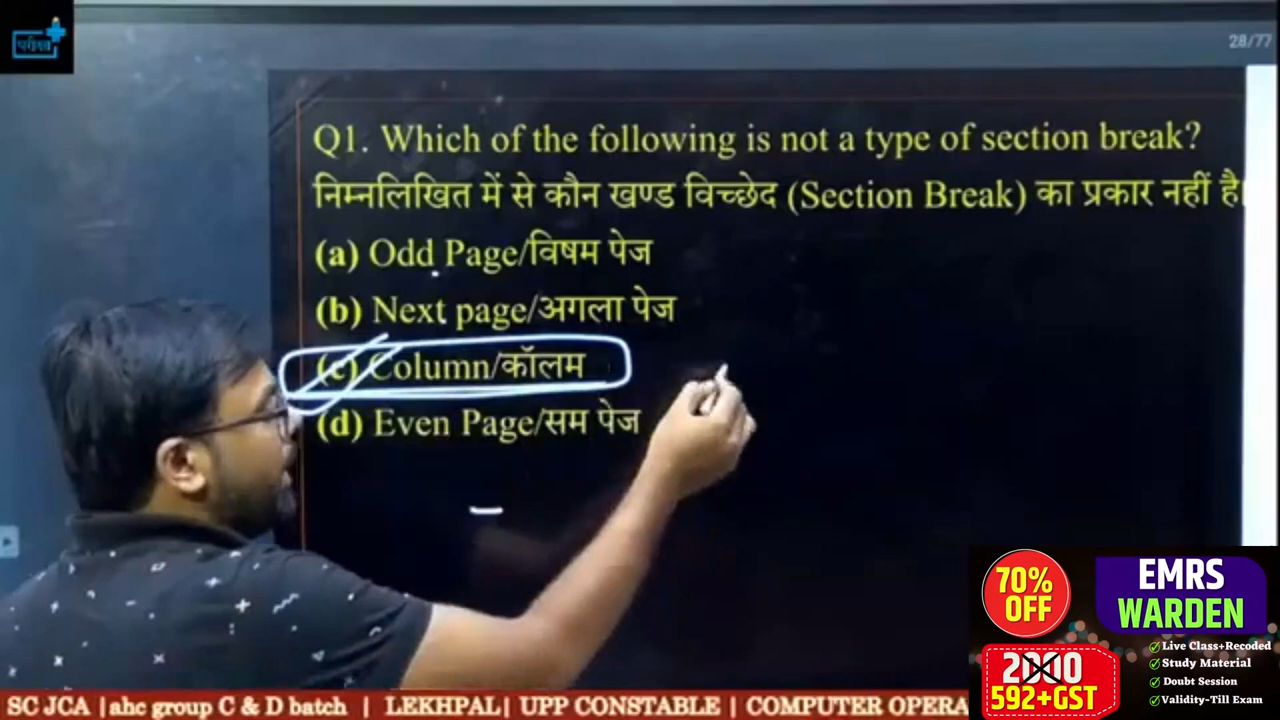 परीक्षा
28/77
Q1. Which of the following is not a type of section break?
निम्नलिखित में से कौन खण्ड विच्छेद (Section Break) का प्रकार नहीं है
(a) Odd Page/विषम पेज
(b) Next page/अगला पेज
(c) Column/कॉलम
(d) Even Page/सम पेज
70%
OFF
EMRS
WARDEN
2000
592+GST
Live Class+Recoded
Study Material
Doubt Session
Validity-Till Exam
SC JCA | ahc group C & D batch | LEKHPAL | UPP CONSTABLE | COMPUTER OPERA